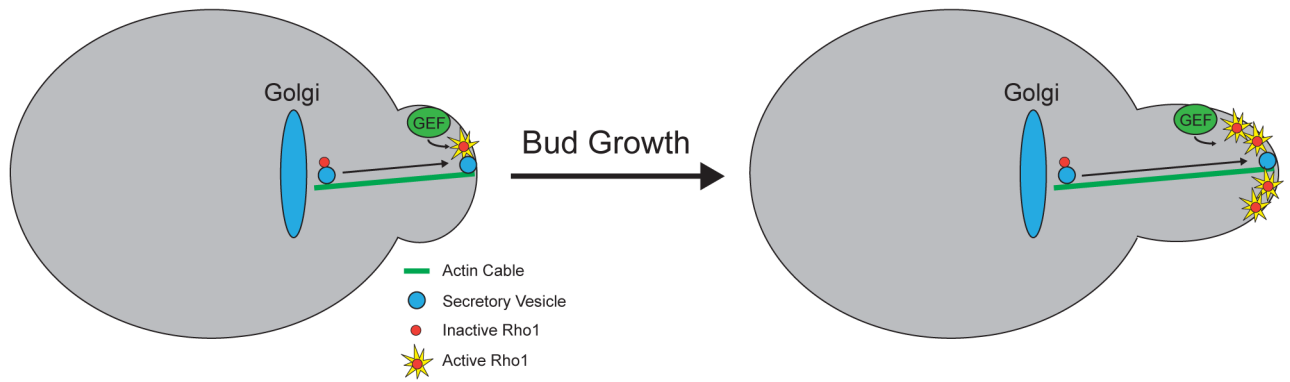 Golgi
GEF
Bud Growth
Golgi
GEF
Actin Cable
Secretory Vesicle
Inactive Rho1
Active Rho1